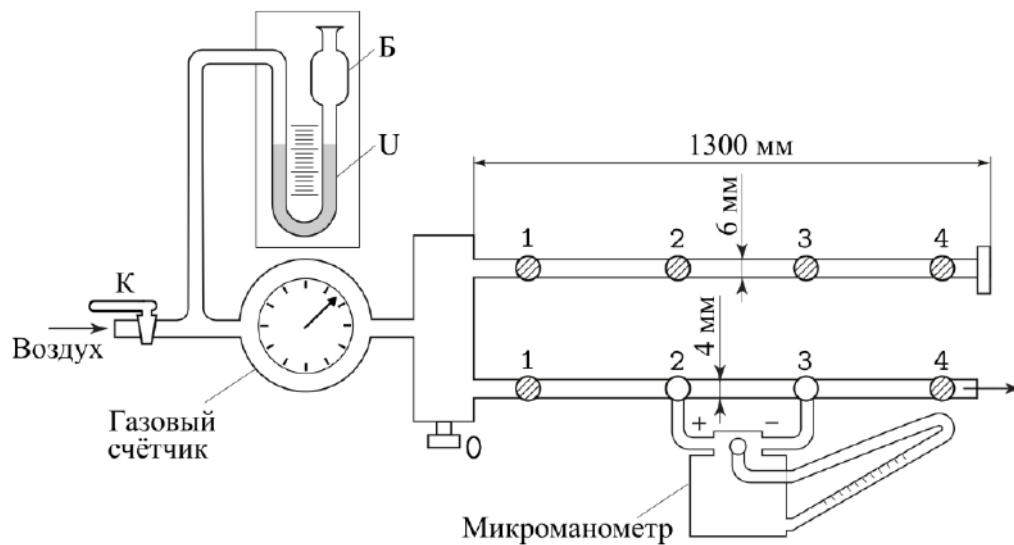 Б
U
1300 мм
1 2 3 4
6 мм
К
Воздух
4 мм
1 2 3 4
+ −
Газовый
счётчик
0
Микроманометр